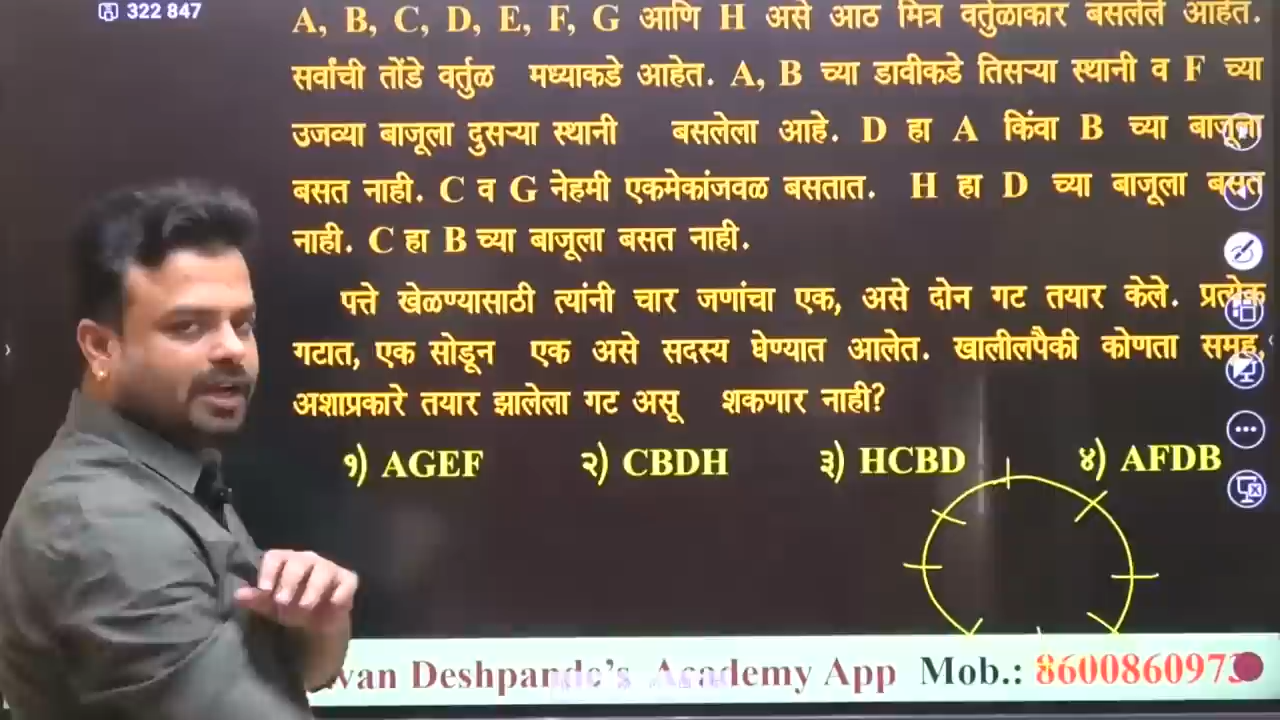 322 847
A, B, C, D, E, F, G आणि H असे आठ मित्र वर्तुळाकार बसलेले आहेत.
सर्वांची तोंडे वर्तुळ मध्याकडे आहेत. A, B च्या डावीकडे तिसऱ्या स्थानी व F च्या
उजव्या बाजूला दुसऱ्या स्थानी बसलेला आहे. D हा A किंवा B च्या बाजूला
बसत नाही. C व G नेहमी एकमेकांजवळ बसतात. H हा D च्या बाजूला बसत
नाही. C हा B च्या बाजूला बसत नाही.
पत्ते खेळण्यासाठी त्यांनी चार जणांचा एक, असे दोन गट तयार केले. प्रत्येक
गटात, एक सोडून एक असे सदस्य घेण्यात आलेत. खालीलपैकी कोणता समूह,
अशाप्रकारे तयार झालेला गट असू शकणार नाही?
१) AGEF २) CBDH ३) HCBD ४) AFDB
Deshpande's Academy App Mob.: